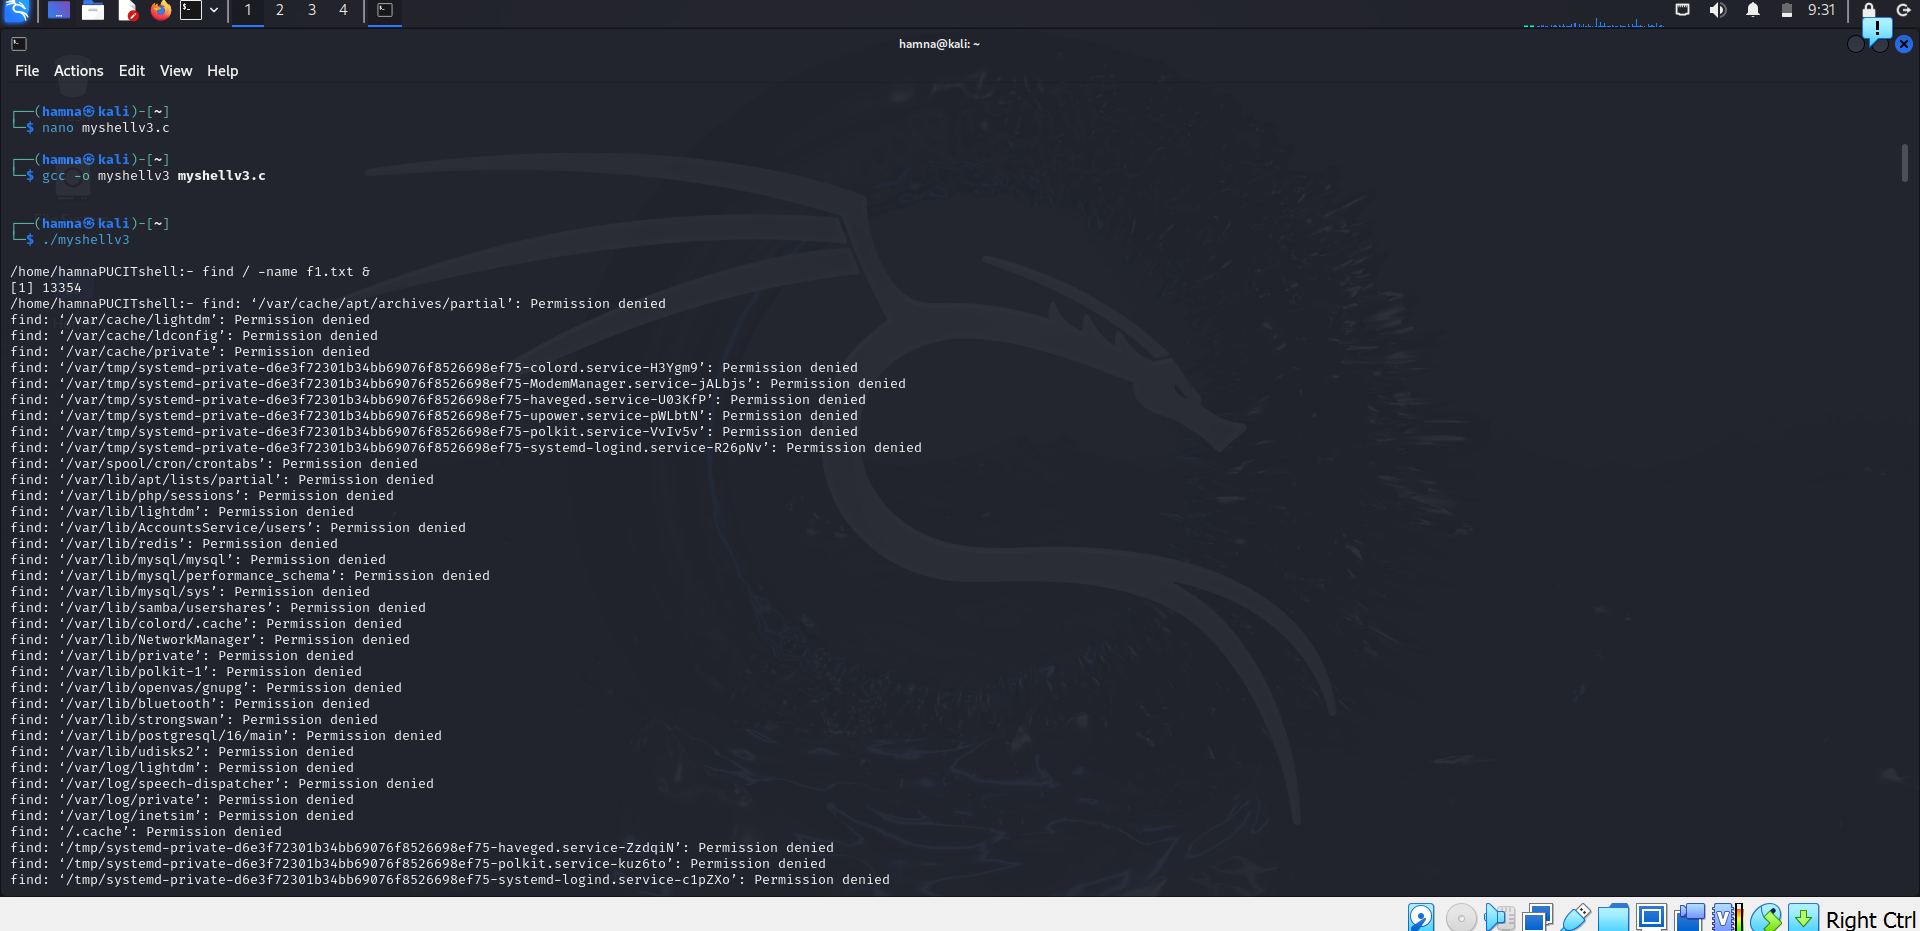 1 2 3 4
9:31
hamna@kali: ~
File Actions Edit View Help
┌──(hamna㉿kali)-[~]
└─$ nano myshellv3.c
┌──(hamna㉿kali)-[~]
└─$ gcc -o myshellv3 myshellv3.c
┌──(hamna㉿kali)-[~]
└─$ ./myshellv3
/home/hamnaPUCITshell:- find / -name f1.txt &
[1] 13354
/home/hamnaPUCITshell:- find: ‘/var/cache/apt/archives/partial’: Permission denied
find: ‘/var/cache/lightdm’: Permission denied
find: ‘/var/cache/ldconfig’: Permission denied
find: ‘/var/cache/private’: Permission denied
find: ‘/var/tmp/systemd-private-d6e3f72301b34bb69076f8526698ef75-colord.service-H3Ygm9’: Permission denied
find: ‘/var/tmp/systemd-private-d6e3f72301b34bb69076f8526698ef75-ModemManager.service-jALbjs’: Permission denied
find: ‘/var/tmp/systemd-private-d6e3f72301b34bb69076f8526698ef75-haveged.service-U03KfP’: Permission denied
find: ‘/var/tmp/systemd-private-d6e3f72301b34bb69076f8526698ef75-upower.service-pWLbtN’: Permission denied
find: ‘/var/tmp/systemd-private-d6e3f72301b34bb69076f8526698ef75-polkit.service-VvIv5v’: Permission denied
find: ‘/var/tmp/systemd-private-d6e3f72301b34bb69076f8526698ef75-systemd-logind.service-R26pNv’: Permission denied
find: ‘/var/spool/cron/crontabs’: Permission denied
find: ‘/var/lib/apt/lists/partial’: Permission denied
find: ‘/var/lib/php/sessions’: Permission denied
find: ‘/var/lib/lightdm’: Permission denied
find: ‘/var/lib/AccountsService/users’: Permission denied
find: ‘/var/lib/redis’: Permission denied
find: ‘/var/lib/mysql/mysql’: Permission denied
find: ‘/var/lib/mysql/performance_schema’: Permission denied
find: ‘/var/lib/mysql/sys’: Permission denied
find: ‘/var/lib/samba/usershares’: Permission denied
find: ‘/var/lib/colord/.cache’: Permission denied
find: ‘/var/lib/NetworkManager’: Permission denied
find: ‘/var/lib/private’: Permission denied
find: ‘/var/lib/polkit-1’: Permission denied
find: ‘/var/lib/openvas/gnupg’: Permission denied
find: ‘/var/lib/bluetooth’: Permission denied
find: ‘/var/lib/strongswan’: Permission denied
find: ‘/var/lib/postgresql/16/main’: Permission denied
find: ‘/var/lib/udisks2’: Permission denied
find: ‘/var/log/lightdm’: Permission denied
find: ‘/var/log/speech-dispatcher’: Permission denied
find: ‘/var/log/private’: Permission denied
find: ‘/var/log/inetsim’: Permission denied
find: ‘/.cache’: Permission denied
find: ‘/tmp/systemd-private-d6e3f72301b34bb69076f8526698ef75-haveged.service-ZzdqiN’: Permission denied
find: ‘/tmp/systemd-private-d6e3f72301b34bb69076f8526698ef75-polkit.service-kuz6to’: Permission denied
find: ‘/tmp/systemd-private-d6e3f72301b34bb69076f8526698ef75-systemd-logind.service-c1pZXo’: Permission denied
Right Ctrl